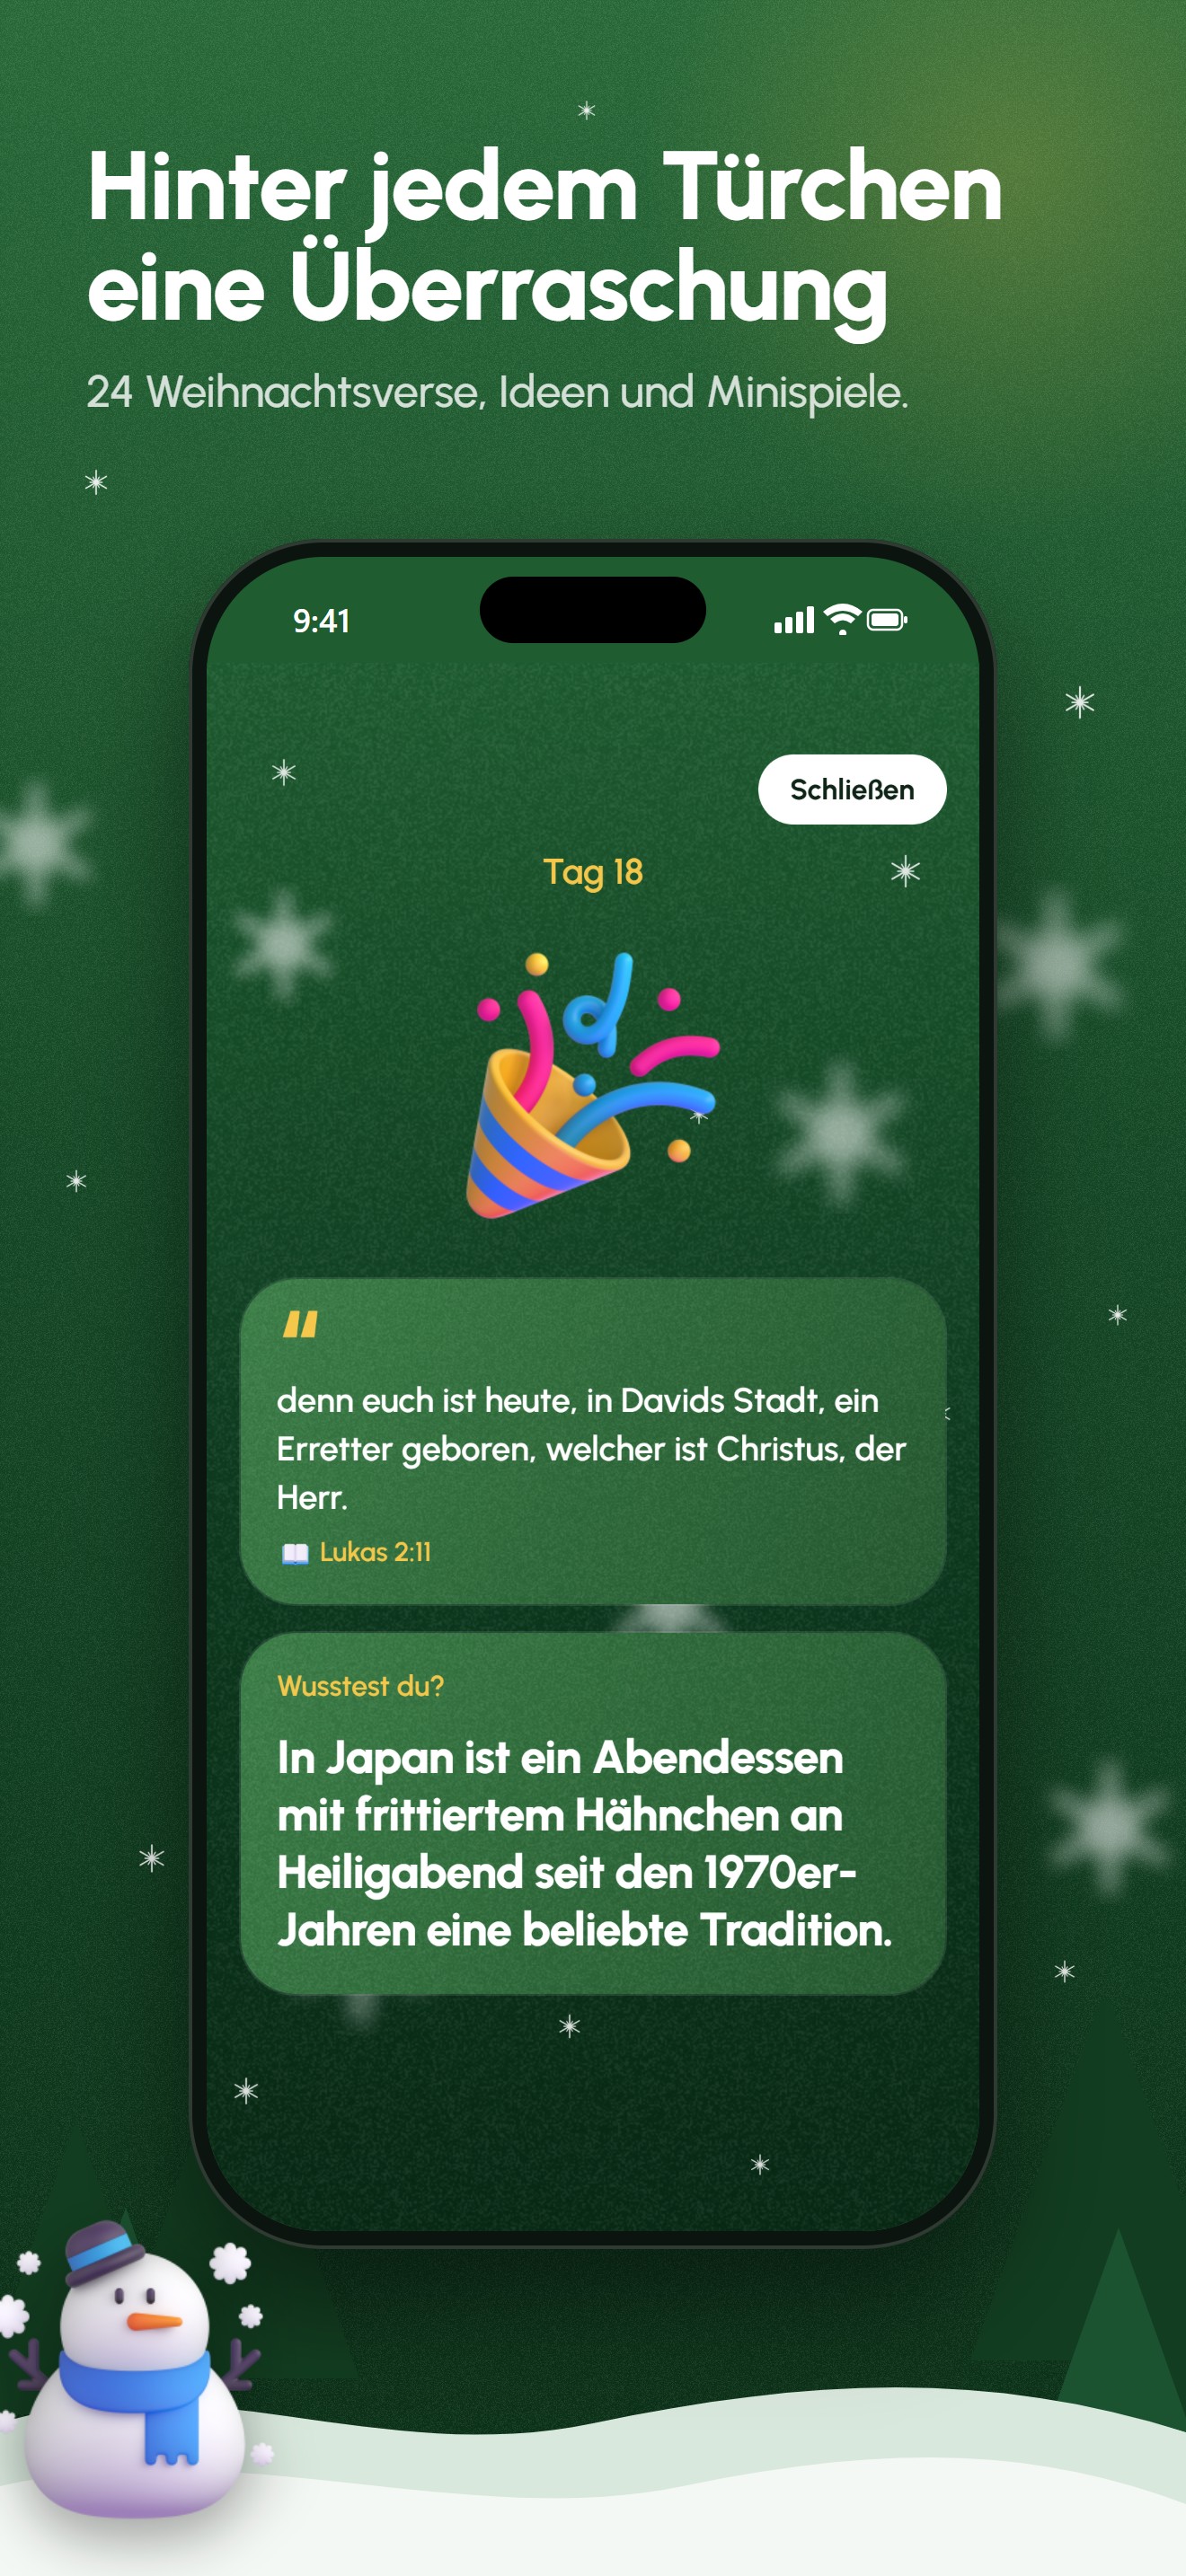 Hinter jedem Türchen
eine Überraschung
24 Weihnachtsverse, Ideen und Minispiele.
9:41
Schließen
Tag 18
"
denn euch ist heute, in Davids Stadt, ein
Erretter geboren, welcher ist Christus, der
Herr.
Lukas 2:11
Wusstest du?
In Japan ist ein Abendessen
mit frittiertem Hähnchen an
Heiligabend seit den 1970er-
Jahren eine beliebte Tradition.